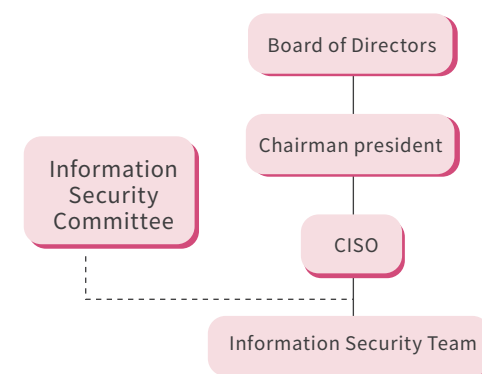 Board of Directors
Chairman president
Information
Security
Committee
CISO
Information Security Team